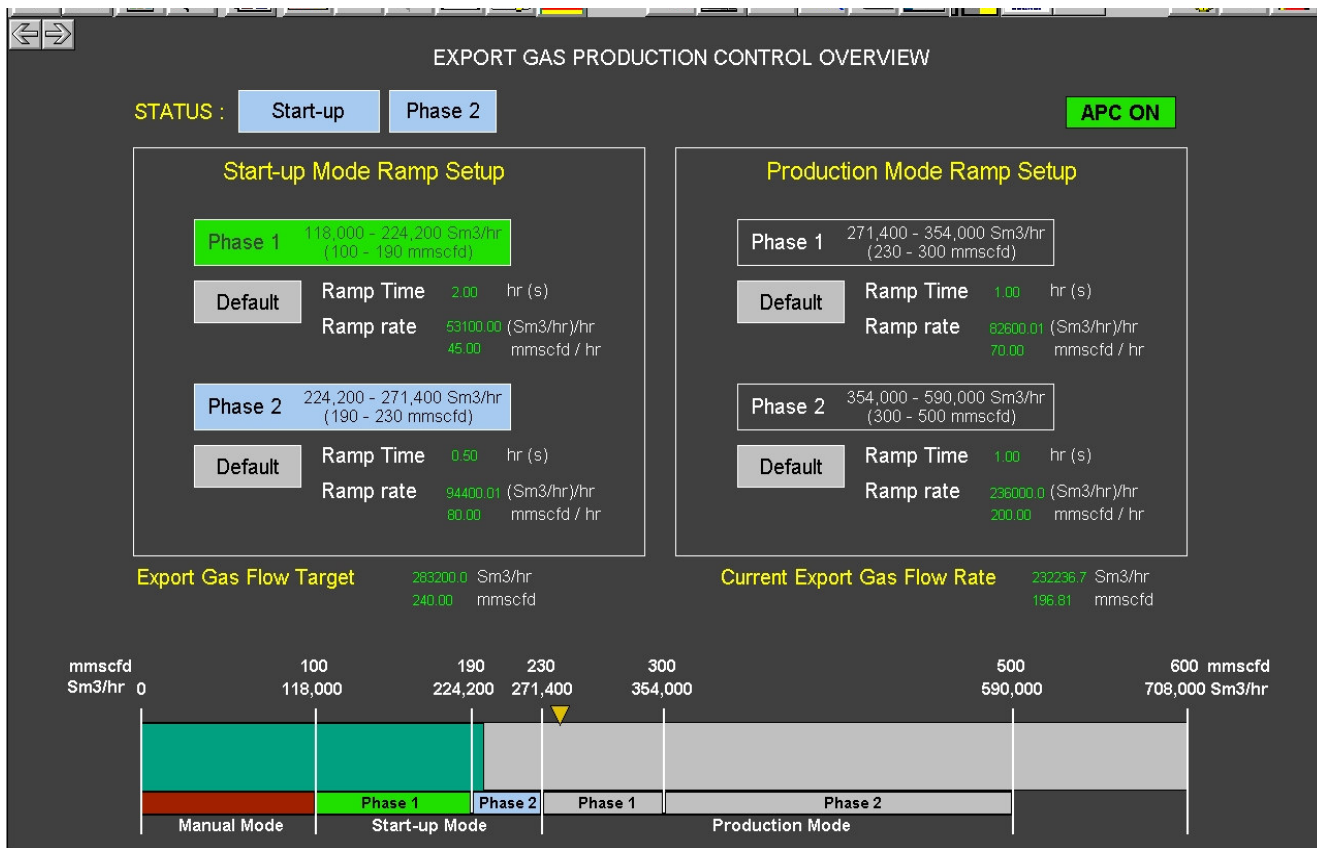 EXPORT GAS PRODUCTION CONTROL OVERVIEW
STATUS : Start-up Phase 2 APC ON
Start-up Mode Ramp Setup
Phase 1 118,000 - 224,200 Sm3/hr
(100 - 190 mmscfd)
Default Ramp Time 2.00 hr (s)
Ramp rate 53100.00 (Sm3/hr)/hr
45.00 mmscfd / hr
Phase 2 224,200 - 271,400 Sm3/hr
(190 - 230 mmscfd)
Default Ramp Time 0.50 hr (s)
Ramp rate 94400.01 (Sm3/hr)/hr
80.00 mmscfd / hr
Production Mode Ramp Setup
Phase 1 271,400 - 354,000 Sm3/hr
(230 - 300 mmscfd)
Default Ramp Time 1.00 hr (s)
Ramp rate 82600.01 (Sm3/hr)/hr
70.00 mmscfd / hr
Phase 2 354,000 - 590,000 Sm3/hr
(300 - 500 mmscfd)
Default Ramp Time 1.00 hr (s)
Ramp rate 236000.0 (Sm3/hr)/hr
200.00 mmscfd / hr
Export Gas Flow Target 283200.0 Sm3/hr
240.00 mmscfd
Current Export Gas Flow Rate 232236.7 Sm3/hr
196.81 mmscfd
mmscfd 100 190 230 300 500 600 mmscfd
Sm3/hr 0 118,000 224,200 271,400 354,000 590,000 708,000 Sm3/hr
Phase 1 Phase 2 Phase 1 Phase 2
Manual Mode Start-up Mode Production Mode